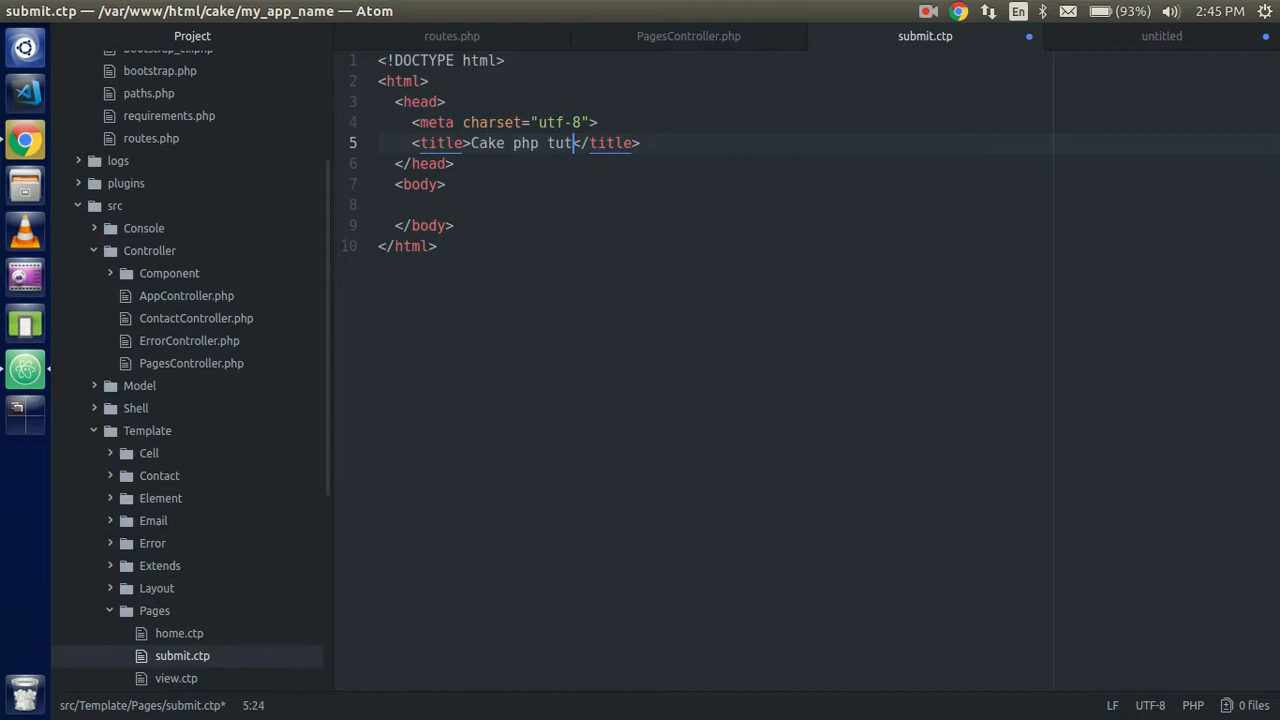 submit.ctp — /var/www/html/cake/my_app_name — Atom
En
(93%)
2:45 PM
Project
routes.php
PagesController.php
submit.ctp
untitled
bootstrap_cli.php
bootstrap.php
paths.php
requirements.php
routes.php
logs
plugins
src
Console
Controller
Component
AppController.php
ContactController.php
ErrorController.php
PagesController.php
Model
Shell
Template
Cell
Contact
Element
Email
Error
Extends
Layout
Pages
home.ctp
submit.ctp
view.ctp
1 <!DOCTYPE html>
2 <html>
3 <head>
4 <meta charset="utf-8">
5 <title>Cake php tut</title>
6 </head>
7 <body>
8
9 </body>
10 </html>
src/Template/Pages/submit.ctp* 5:24
LF UTF-8 PHP 0 files